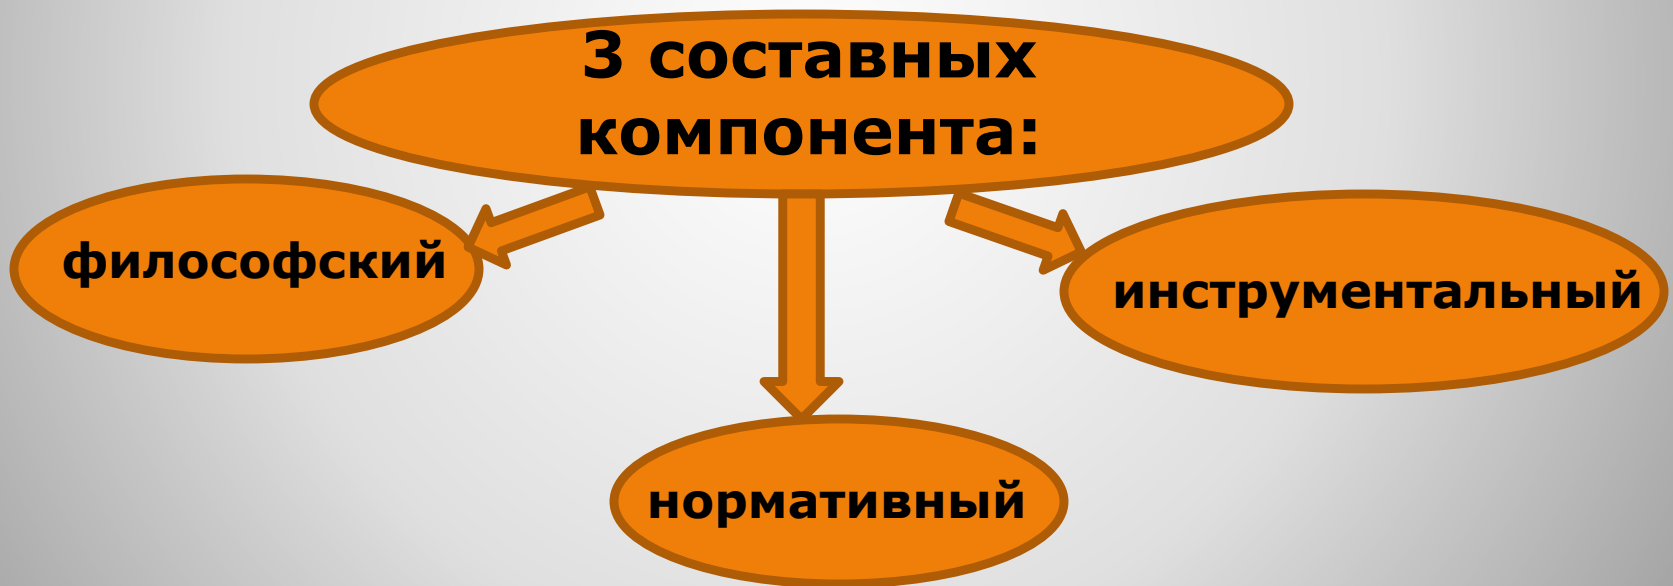 3 составных
компонента:
философский
инструментальный
нормативный